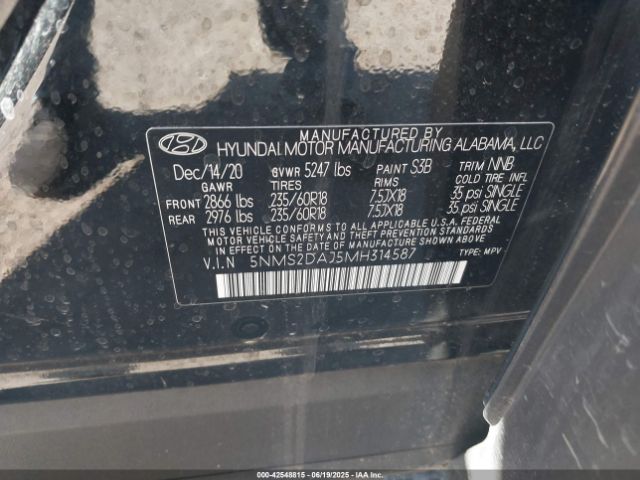 MANUFACTURED BY
HYUNDAI MOTOR MANUFACTURING ALABAMA, LLC
Dec/14/20 GVWR 5247 lbs PAINT S3B TRIM NNB
GAWR TIRES RIMS COLD TIRE INFL
FRONT 2866 lbs 235/60R18 7.5JX18 35 psi SINGLE
REAR 2976 lbs 235/60R18 7.5JX18 35 psi SINGLE
THIS VEHICLE CONFORMS TO ALL APPLICABLE U.S.A. FEDERAL
MOTOR VEHICLE SAFETY BUMPER, AND THEFT PREVENTION STANDARDS
IN EFFECT ON THE DATE OF MANUFACTURE SHOWN ABOVE.
V.I.N 5NMS2DAJ5MH314587 TYPE: MPV
000-42548815 - 06/19/2025 - IAAI.COM